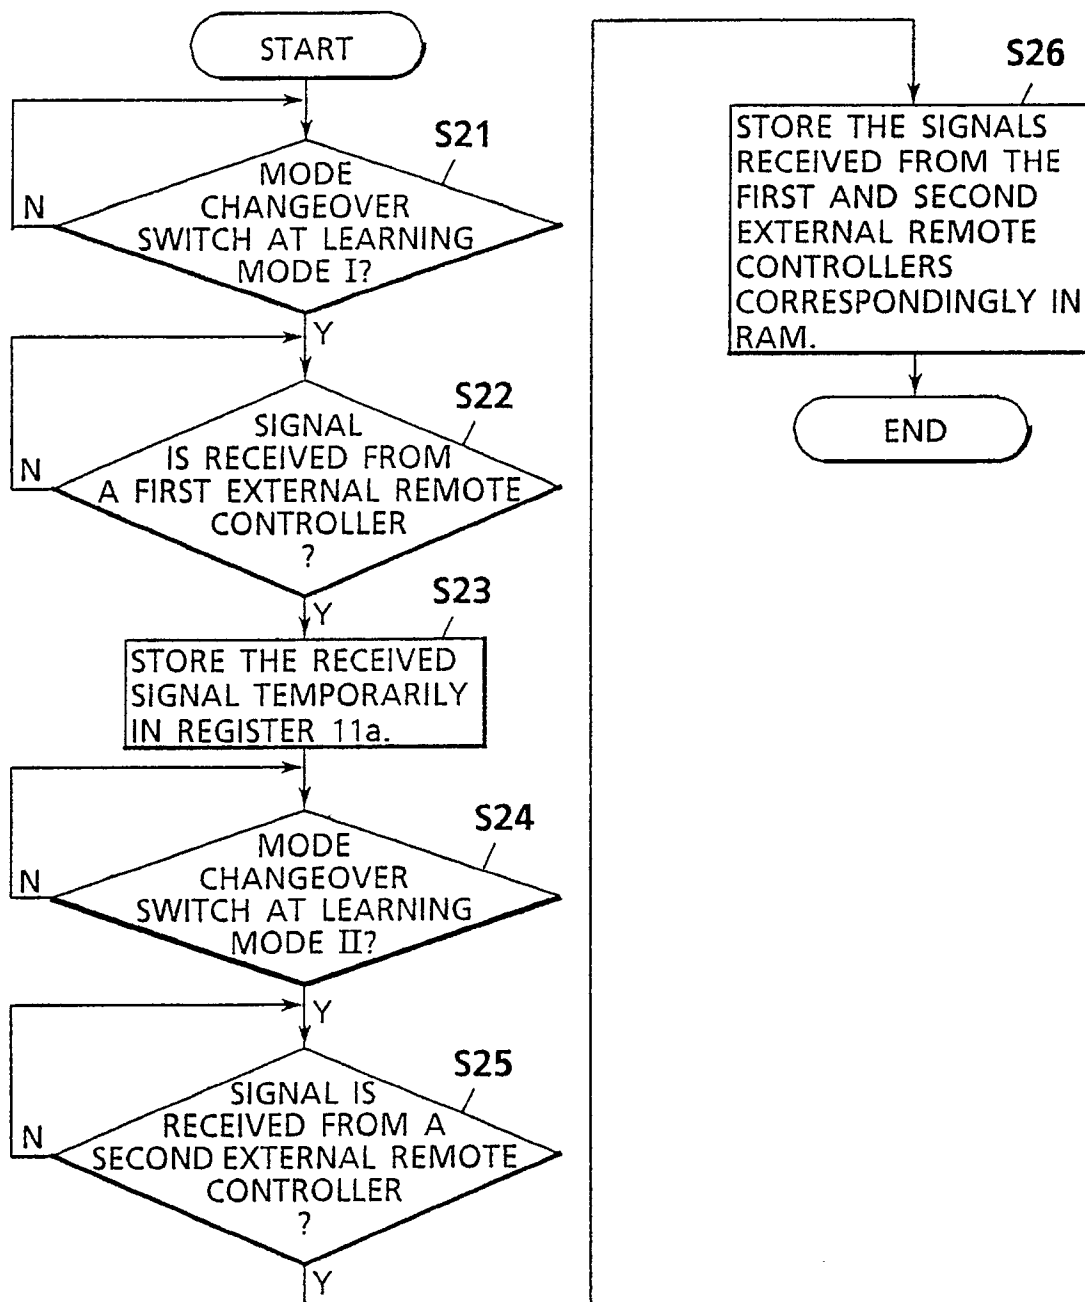 START
S21
MODE
CHANGEOVER
SWITCH AT LEARNING
MODE I?
N
Y
S22
SIGNAL
IS RECEIVED FROM
A FIRST EXTERNAL REMOTE
CONTROLLER
?
N
Y
S23
STORE THE RECEIVED
SIGNAL TEMPORARILY
IN REGISTER 11a.
S24
MODE
CHANGEOVER
SWITCH AT LEARNING
MODE II?
N
Y
S25
SIGNAL IS
RECEIVED FROM A
SECOND EXTERNAL REMOTE
CONTROLLER
?
N
Y
S26
STORE THE SIGNALS
RECEIVED FROM THE
FIRST AND SECOND
EXTERNAL REMOTE
CONTROLLERS
CORRESPONDINGLY IN
RAM.
END